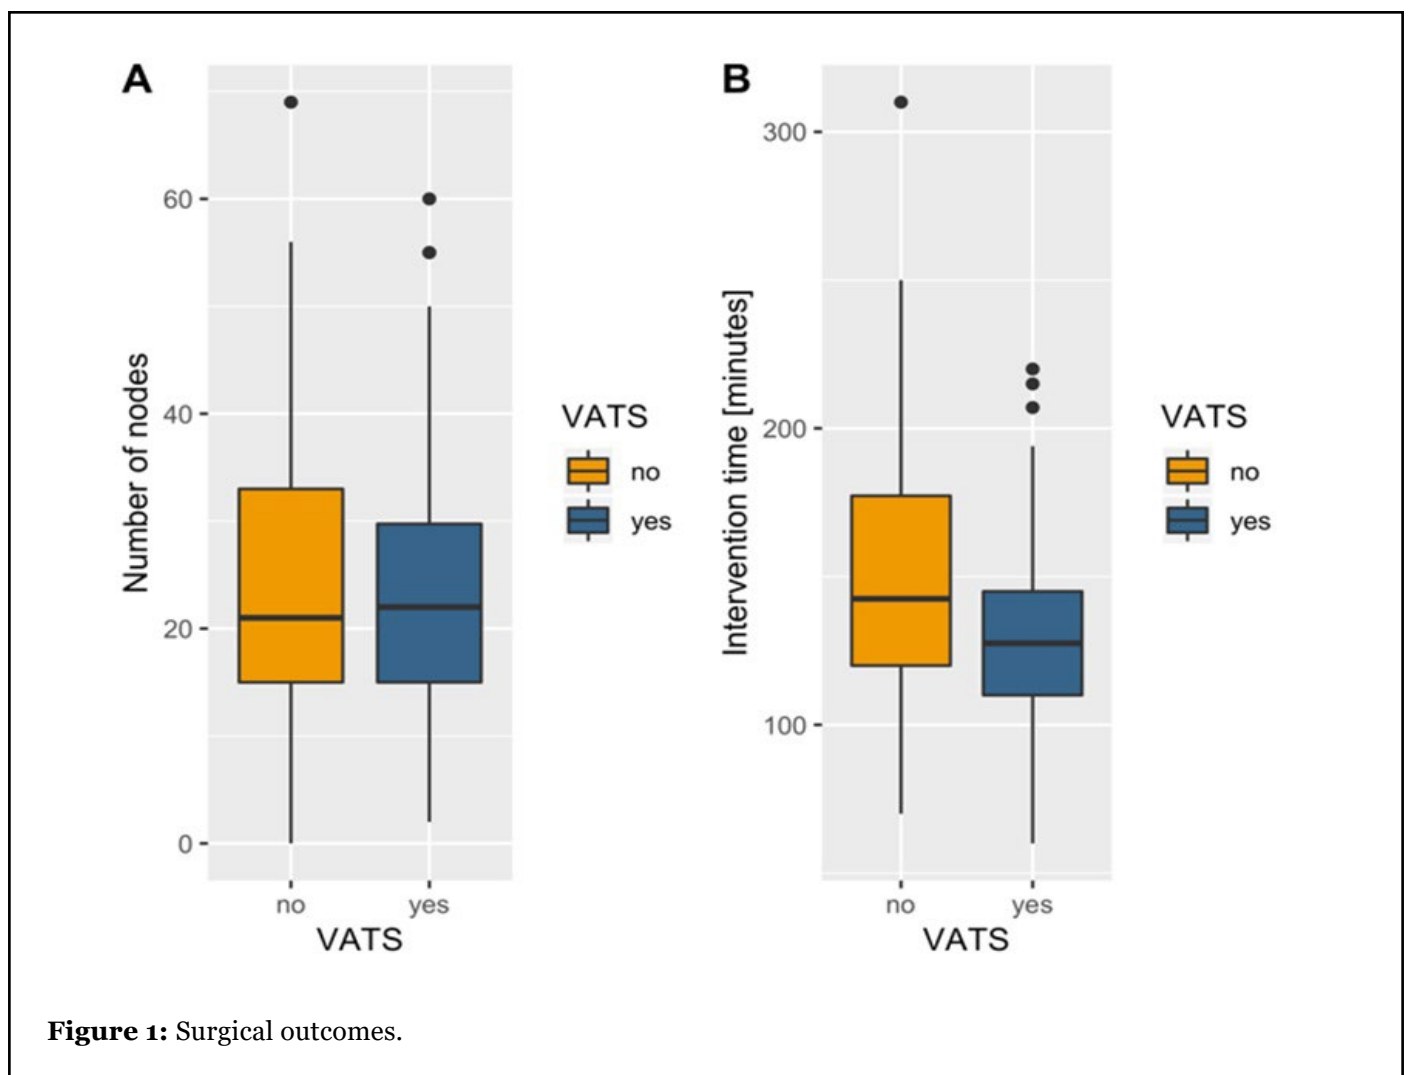 A
Number of nodes
60
40
20
0
no yes
VATS
VATS
no
yes
B
Intervention time [minutes]
300
200
100
no yes
VATS
VATS
no
yes
Figure 1: Surgical outcomes.